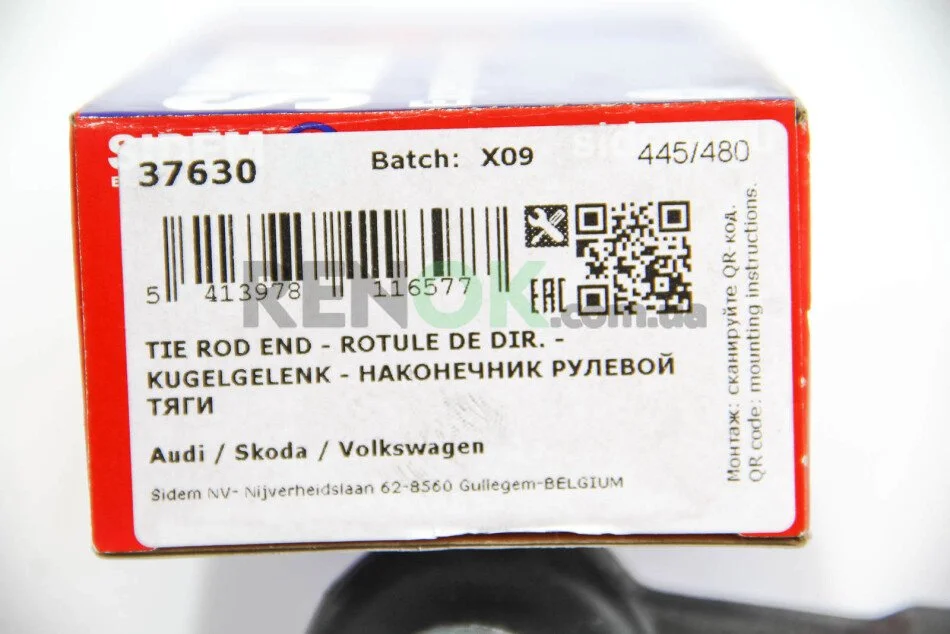 SIDEM
37630
Batch: X09
445/480
5 413978 116577
EAC
KENOK.com.ua
TIE ROD END - ROTULE DE DIR. -
KUGELGELENK - НАКОНЕЧНИК РУЛЕВОЙ
ТЯГИ
Audi / Skoda / Volkswagen
Sidem NV- Nijverheidslaan 62-8560 Gullegem-BELGIUM
Монтаж: сканируйте QR-код.
QR code: mounting instructions.